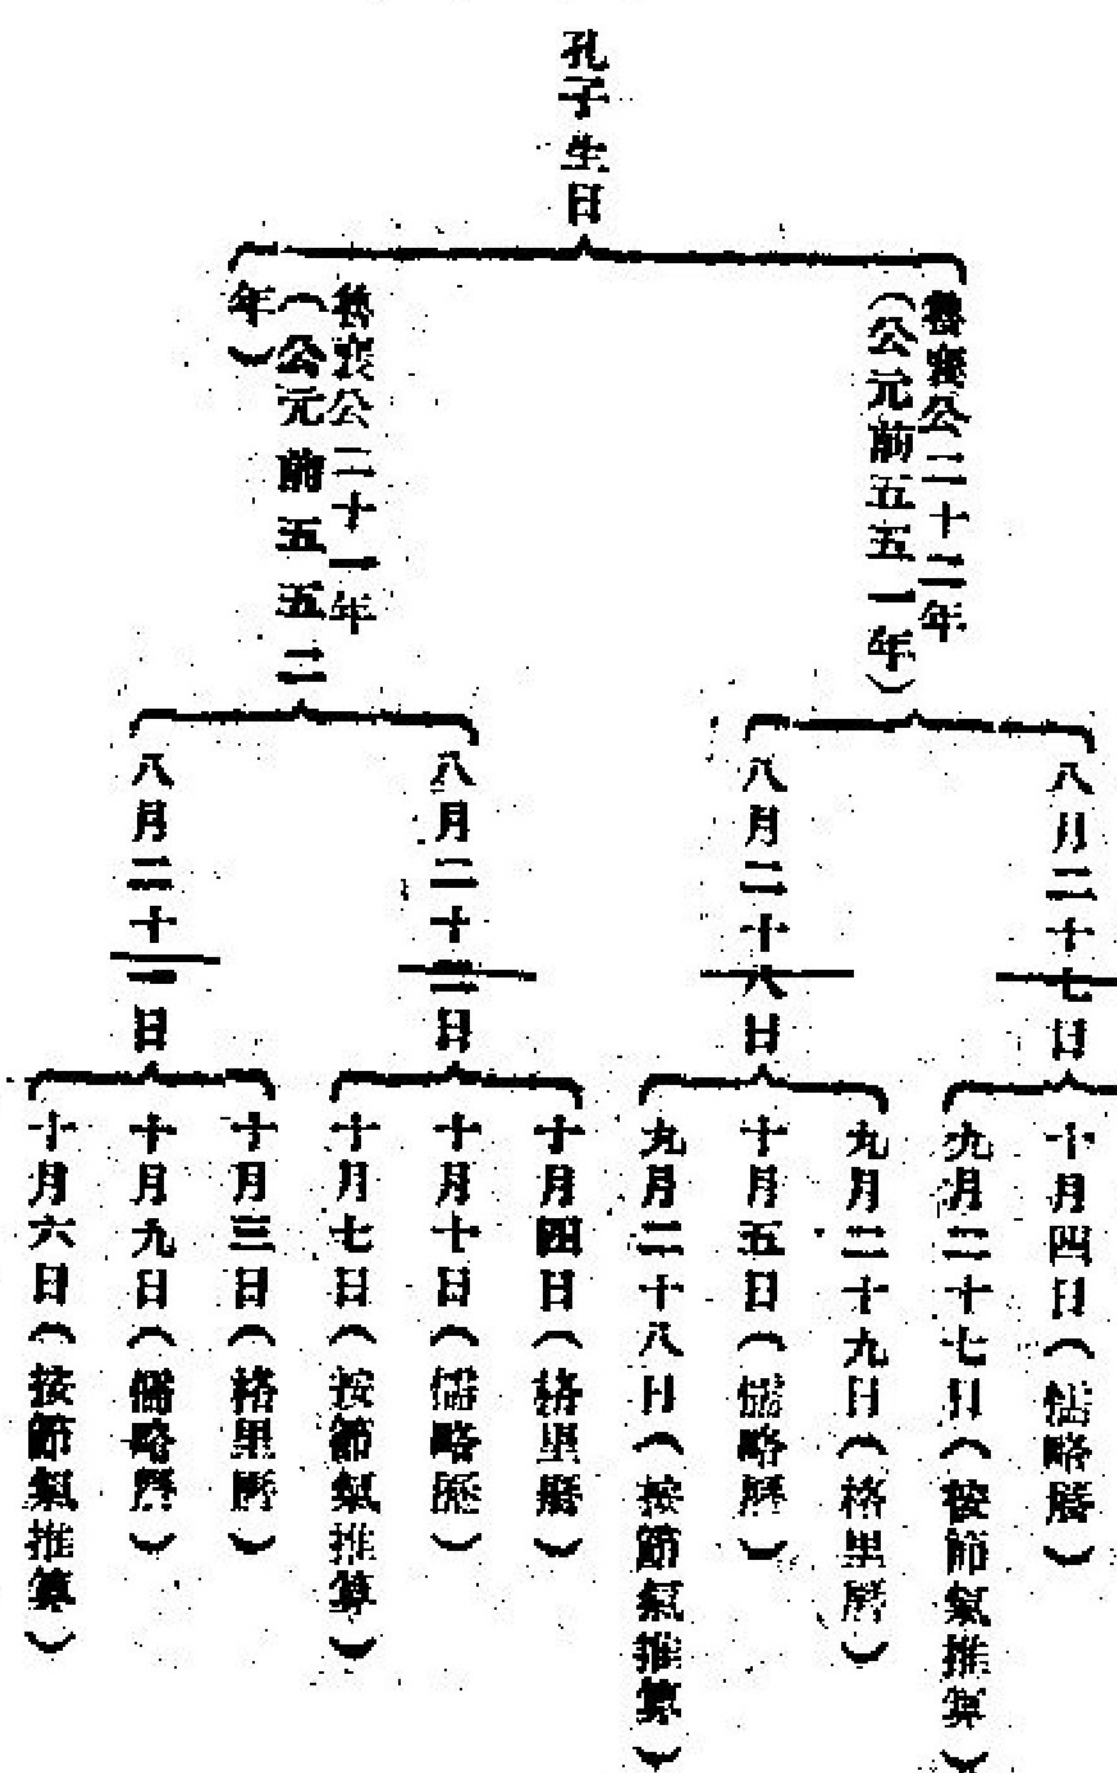 孔子生日
魯襄公二十二年
(公元前五五一年)
魯襄公二十一年
(公元前五五二
年)
八月二十七日
八月二十八日
八月二十二日
八月二十一日
十月四日(儒略曆)
九月二十七日(按節氣推算)
九月二十九日(格里曆)
十月五日(儒略曆)
九月二十八日(按節氣推算)
十月四日(格里曆)
十月十日(儒略曆)
十月七日(按節氣推算)
十月三日(格里曆)
十月九日(儒略曆)
十月六日(按節氣推算)